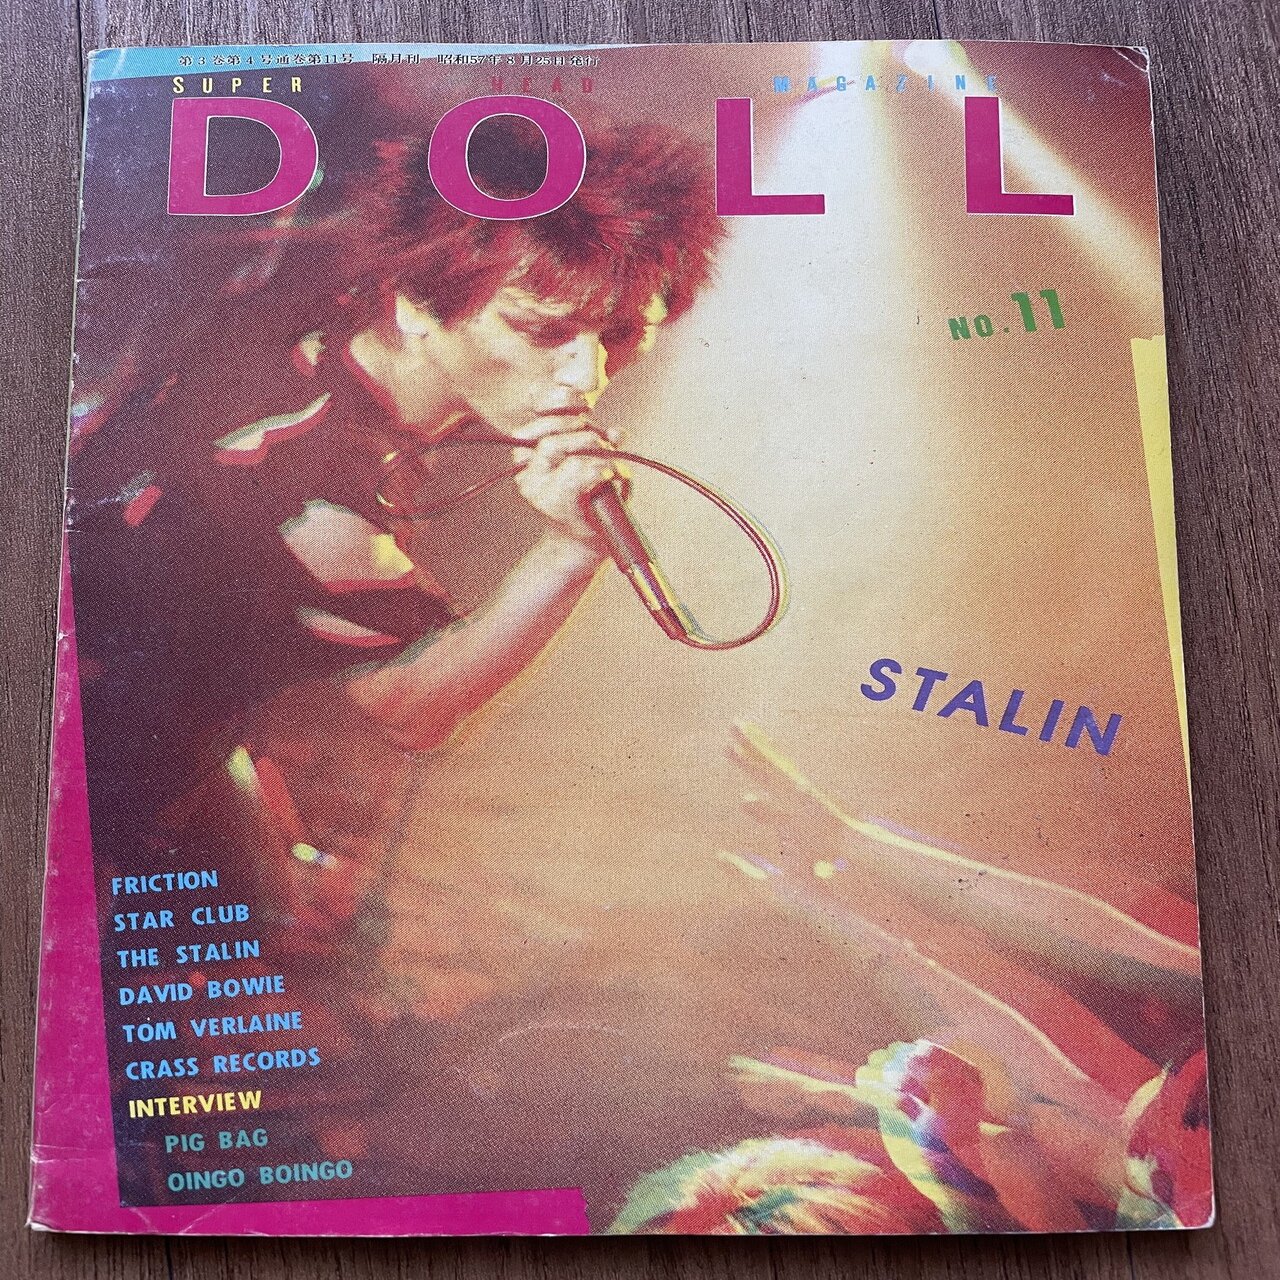 第3巻第4号通巻第11号 隔月刊 昭和57年8月25日発行
SUPER HEAD MAGAZINE
DOLL
NO.11
STALIN
FRICTION
STAR CLUB
THE STALIN
DAVID BOWIE
TOM VERLAINE
CRASS RECORDS
INTERVIEW
PIG BAG
OINGO BOINGO